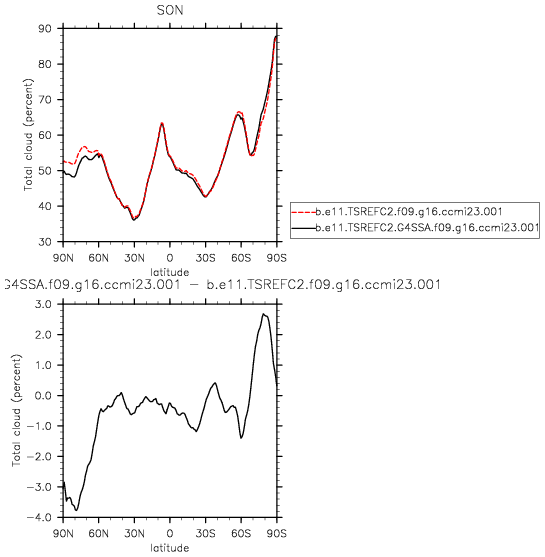 SON
Total cloud (percent)
90
80
70
60
50
40
30
90N 60N 30N 0 30S 60S 90S
latitude
b.e11.TSREFC2.f09.g16.ccmi23.001
b.e11.TSREFC2.G4SSA.f09.g16.ccmi23.001
G4SSA.f09.g16.ccmi23.001 − b.e11.TSREFC2.f09.g16.ccmi23.001
Total cloud (percent)
3.0
2.0
1.0
0.0
−1.0
−2.0
−3.0
−4.0
90N 60N 30N 0 30S 60S 90S
latitude